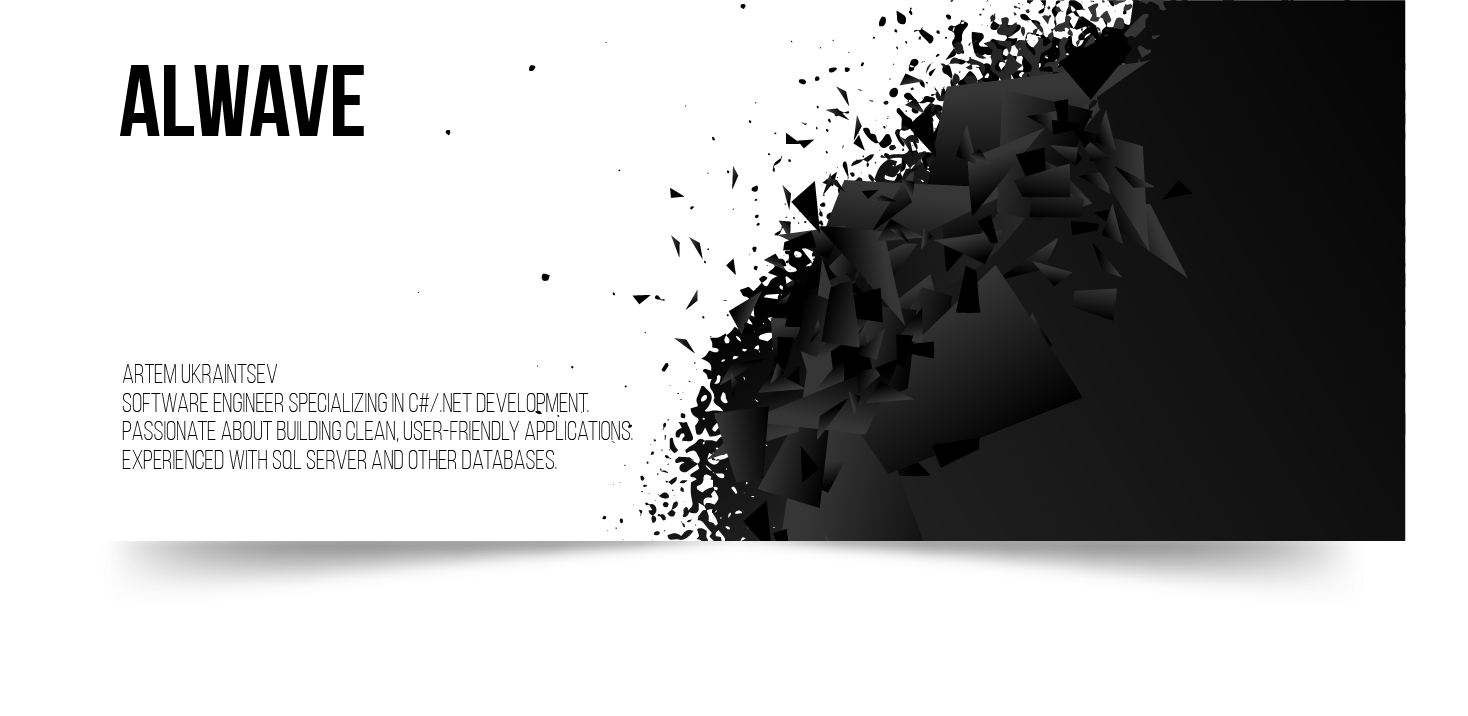 ALWAVE
ARTEM UKRAINTSEV
SOFTWARE ENGINEER SPECIALIZING IN C#/.NET DEVELOPMENT.
PASSIONATE ABOUT BUILDING CLEAN, USER-FRIENDLY APPLICATIONS.
EXPERIENCED WITH SQL SERVER AND OTHER DATABASES.